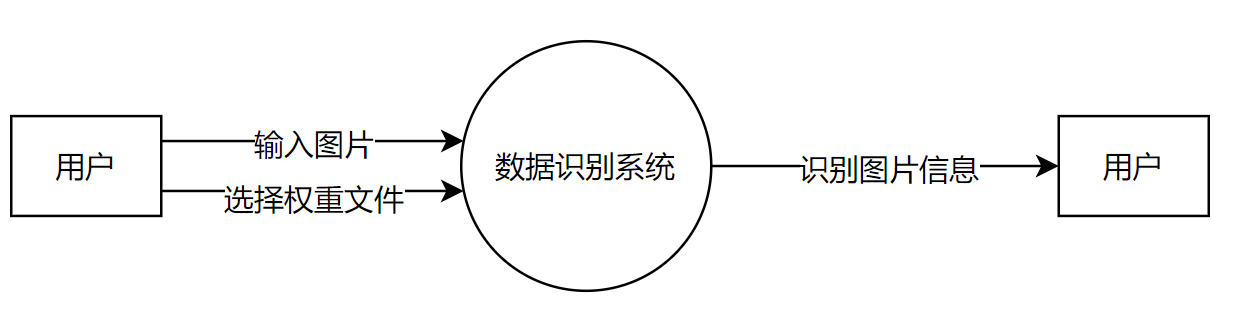 用户
输入图片
选择权重文件
数据识别系统
识别图片信息
用户